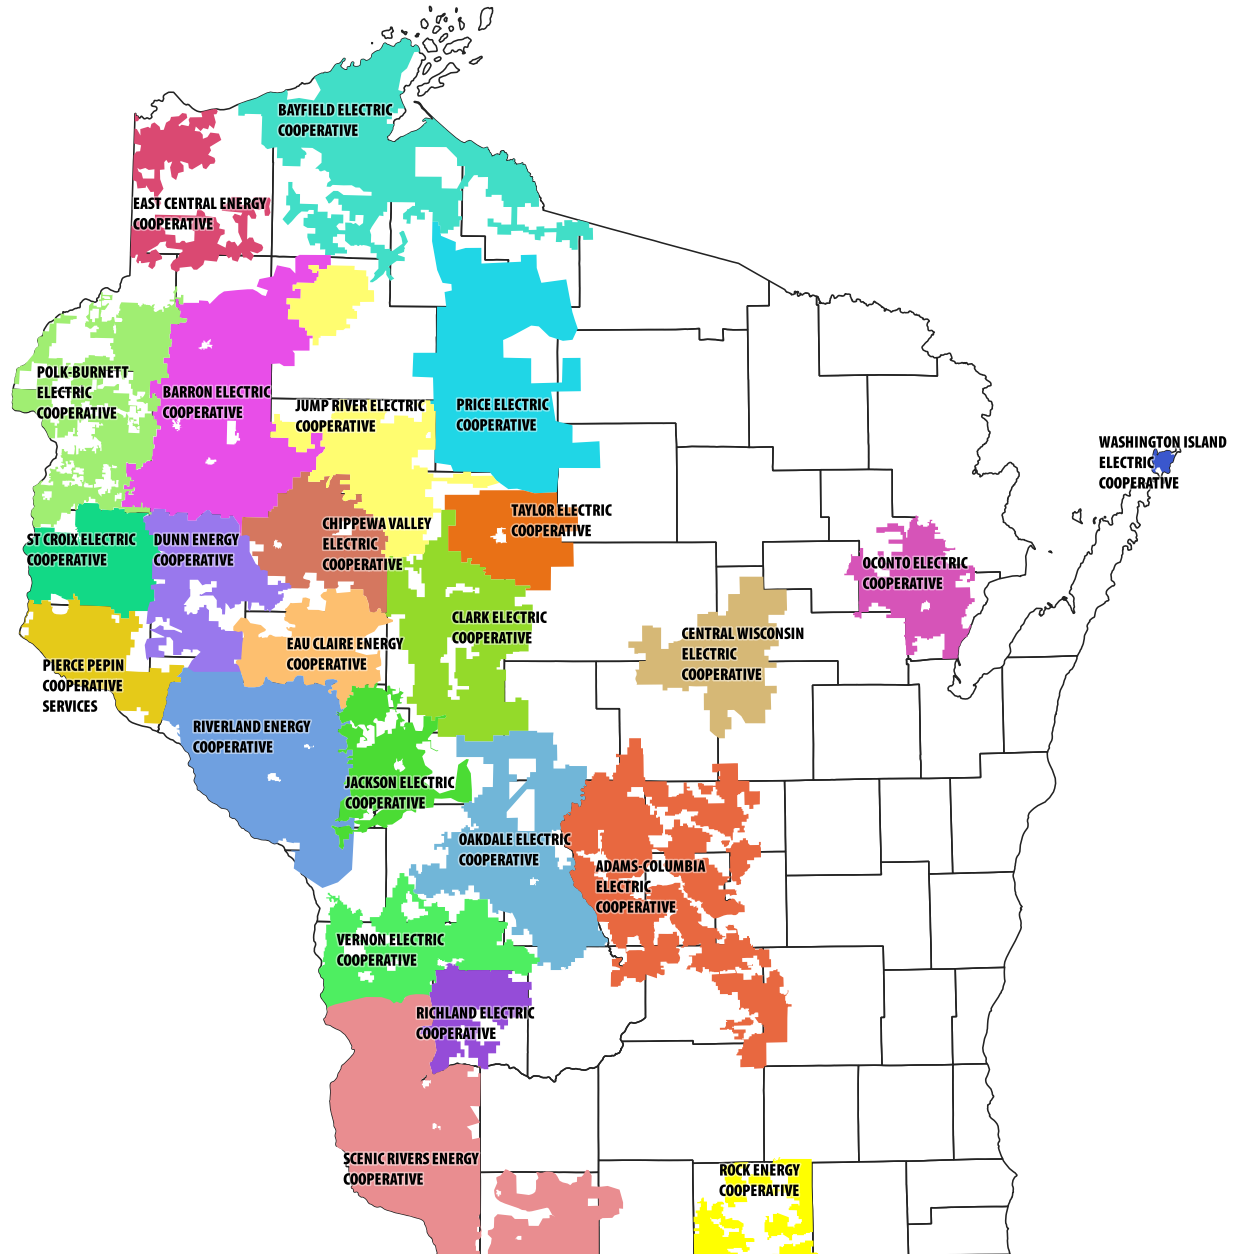 BAYFIELD ELECTRIC
COOPERATIVE
EAST CENTRAL ENERGY
COOPERATIVE
POLK-BURNETT
ELECTRIC
COOPERATIVE
BARRON ELECTRIC
COOPERATIVE
JUMP RIVER ELECTRIC
COOPERATIVE
PRICE ELECTRIC
COOPERATIVE
WASHINGTON ISLAND
ELECTRIC
COOPERATIVE
TAYLOR ELECTRIC
COOPERATIVE
CHIPPEWA VALLEY
ELECTRIC
COOPERATIVE
ST CROIX ELECTRIC
COOPERATIVE
DUNN ENERGY
COOPERATIVE
OCONTO ELECTRIC
COOPERATIVE
CLARK ELECTRIC
COOPERATIVE
CENTRAL WISCONSIN
ELECTRIC
COOPERATIVE
EAU CLAIRE ENERGY
COOPERATIVE
PIERCE PEPIN
COOPERATIVE
SERVICES
RIVERLAND ENERGY
COOPERATIVE
JACKSON ELECTRIC
COOPERATIVE
OAKDALE ELECTRIC
COOPERATIVE
ADAMS-COLUMBIA
ELECTRIC
COOPERATIVE
VERNON ELECTRIC
COOPERATIVE
RICHLAND ELECTRIC
COOPERATIVE
SCENIC RIVERS ENERGY
COOPERATIVE
ROCK ENERGY
COOPERATIVE